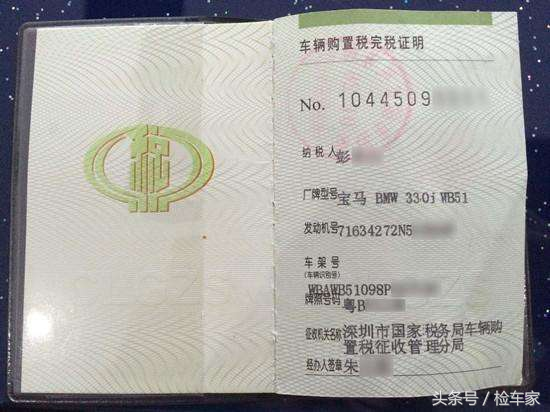 税
车辆购置税完税证明
No. 1044509
纳税人 彭
厂牌型号 宝马 BMW 330i WB51
发动机号 71634272N5
车架号
(车辆识别号) WBAWB51098P
牌照号码 粤B
征收机关名称 深圳市国家税务局车辆购
置税征收管理分局
经办人签章 朱
头条号 / 检车家